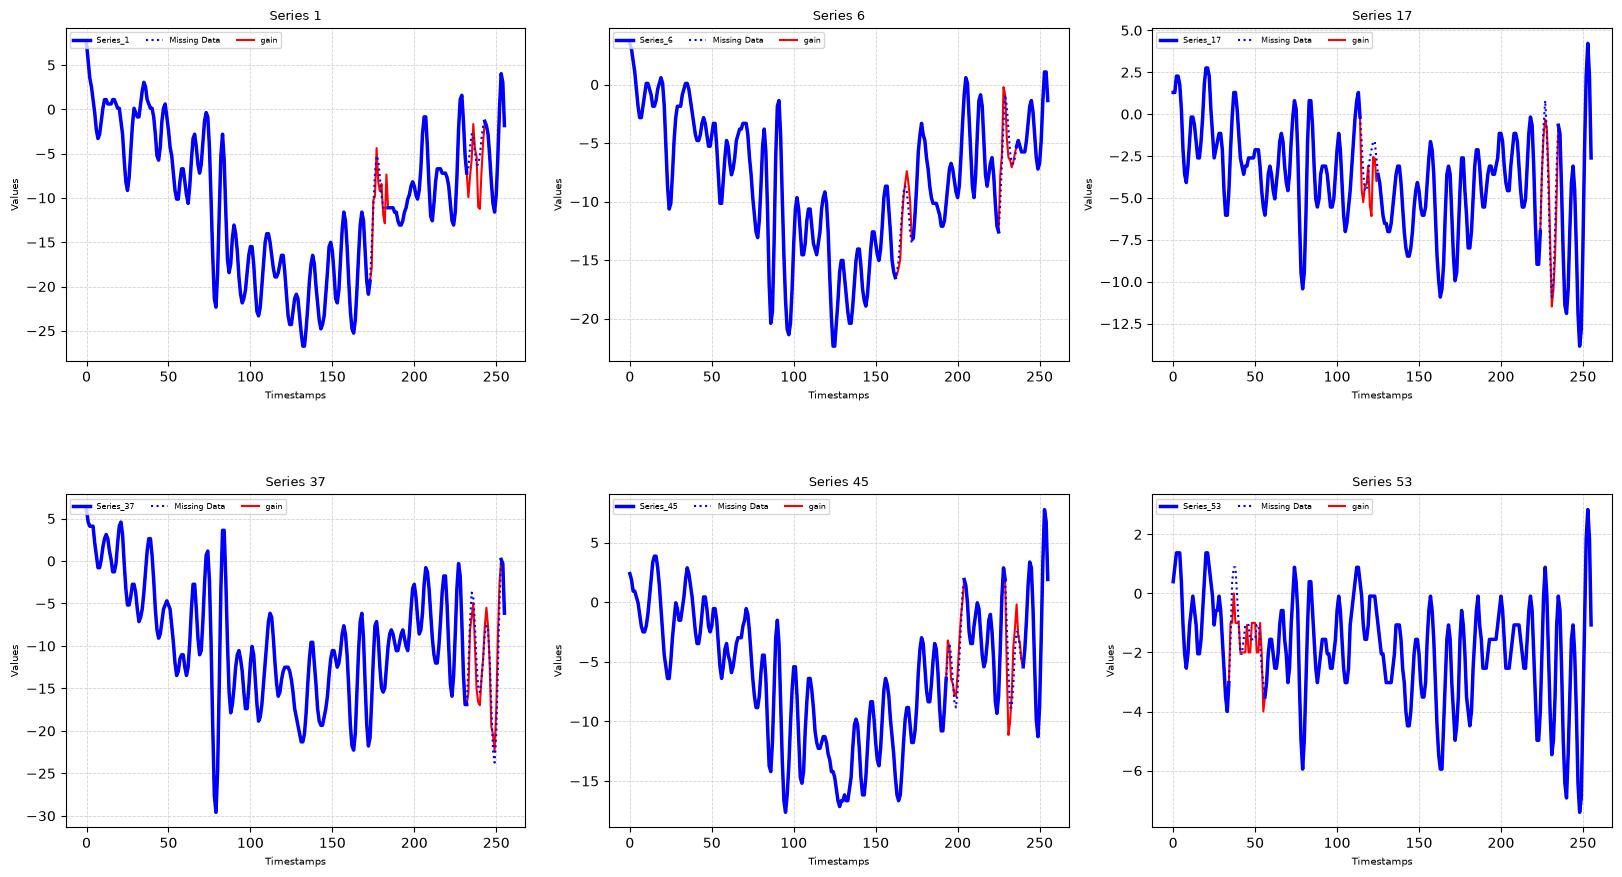 Series 1
Series_1 Missing Data gain
5
0
−5
−10
−15
−20
−25
Values
0 50 100 150 200 250
Timestamps
Series 6
Series_6 Missing Data gain
0
−5
−10
−15
−20
Values
0 50 100 150 200 250
Timestamps
Series 17
Series_17 Missing Data gain
5.0
2.5
0.0
−2.5
−5.0
−7.5
−10.0
−12.5
Values
0 50 100 150 200 250
Timestamps
Series 37
Series_37 Missing Data gain
5
0
−5
−10
−15
−20
−25
−30
Values
0 50 100 150 200 250
Timestamps
Series 45
Series_45 Missing Data gain
5
0
−5
−10
−15
Values
0 50 100 150 200 250
Timestamps
Series 53
Series_53 Missing Data gain
2
0
−2
−4
−6
Values
0 50 100 150 200 250
Timestamps